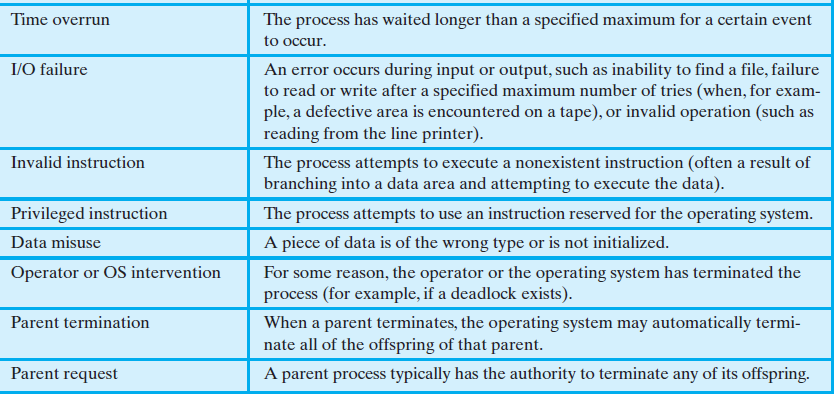 Time overrun
The process has waited longer than a specified maximum for a certain event
to occur.
I/O failure
An error occurs during input or output, such as inability to find a file, failure
to read or write after a specified maximum number of tries (when, for exam-
ple, a defective area is encountered on a tape), or invalid operation (such as
reading from the line printer).
Invalid instruction
The process attempts to execute a nonexistent instruction (often a result of
branching into a data area and attempting to execute the data).
Privileged instruction
The process attempts to use an instruction reserved for the operating system.
Data misuse
A piece of data is of the wrong type or is not initialized.
Operator or OS intervention
For some reason, the operator or the operating system has terminated the
process (for example, if a deadlock exists).
Parent termination
When a parent terminates, the operating system may automatically termi-
nate all of the offspring of that parent.
Parent request
A parent process typically has the authority to terminate any of its offspring.